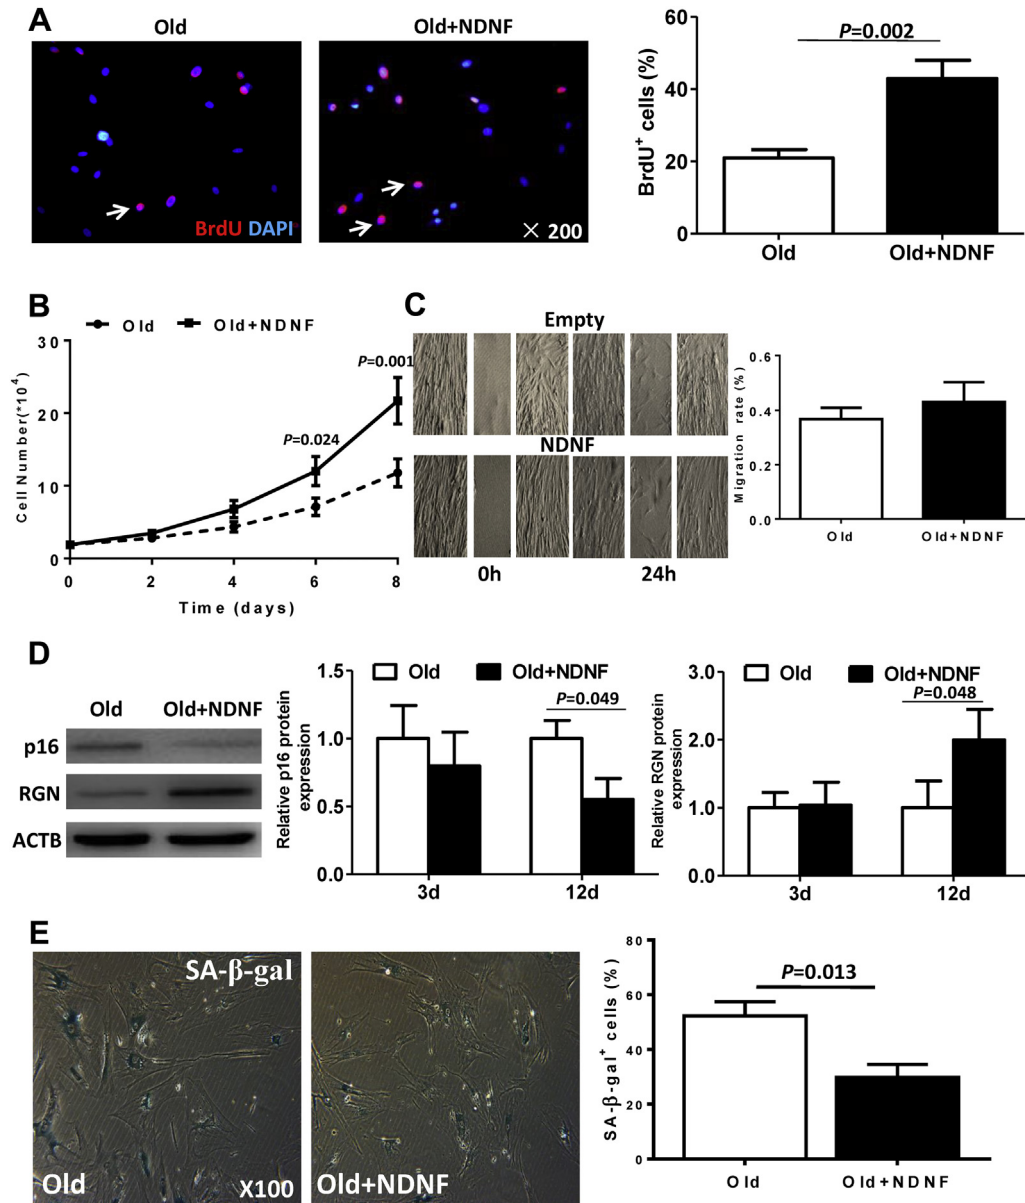 A
Old
Old+NDNF
BrdU DAPI
× 200
BrdU⁺ cells (%)
60
40
20
0
P=0.002
Old
Old+NDNF
B
Old
Old+NDNF
Cell Number(*10⁴)
30
20
10
0
P=0.024
P=0.001
0
2
4
6
8
Time (days)
C
Empty
NDNF
0h
24h
Migration rate (%)
0.6
0.4
0.2
0.0
Old
Old+NDNF
D
Old
Old+NDNF
p16
RGN
ACTB
Relative p16 protein
expression
1.5
1.0
0.5
0.0
Old
Old+NDNF
P=0.049
3d
12d
Relative RGN protein
expression
3.0
2.0
1.0
0.0
Old
Old+NDNF
P=0.048
3d
12d
E
SA-β-gal
Old
X100
Old+NDNF
SA-β-gal⁺ cells (%)
80
60
40
20
0
P=0.013
Old
Old+NDNF